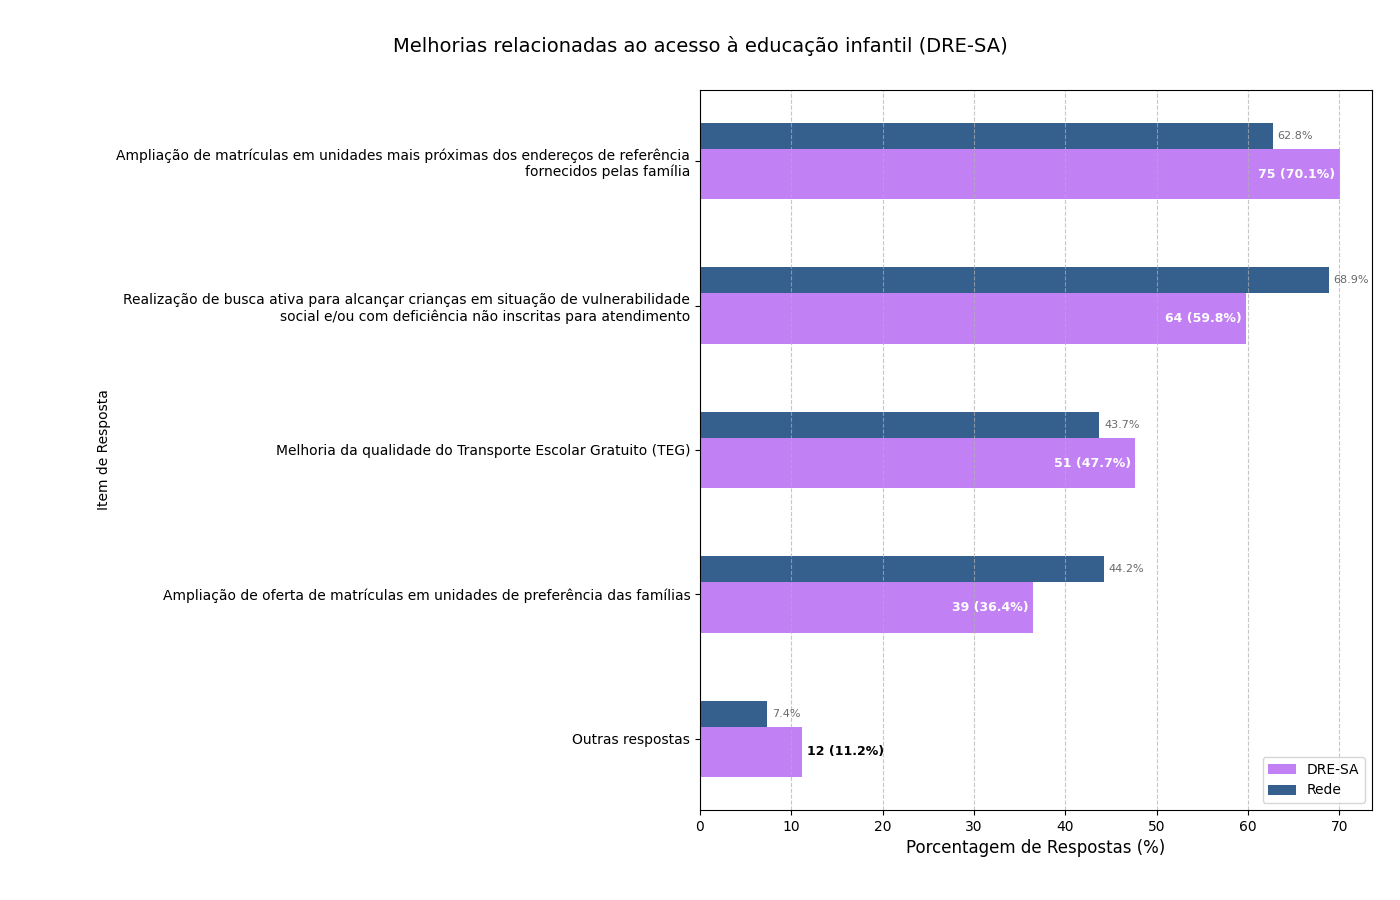 Melhorias relacionadas ao acesso à educação infantil (DRE-SA)
Item de Resposta
Ampliação de matrículas em unidades mais próximas dos endereços de referência
fornecidos pelas família
62.8%
75 (70.1%)
Realização de busca ativa para alcançar crianças em situação de vulnerabilidade
social e/ou com deficiência não inscritas para atendimento
68.9%
64 (59.8%)
Melhoria da qualidade do Transporte Escolar Gratuito (TEG)
43.7%
51 (47.7%)
Ampliação de oferta de matrículas em unidades de preferência das famílias
44.2%
39 (36.4%)
Outras respostas
7.4%
12 (11.2%)
DRE-SA
Rede
0 10 20 30 40 50 60 70
Porcentagem de Respostas (%)